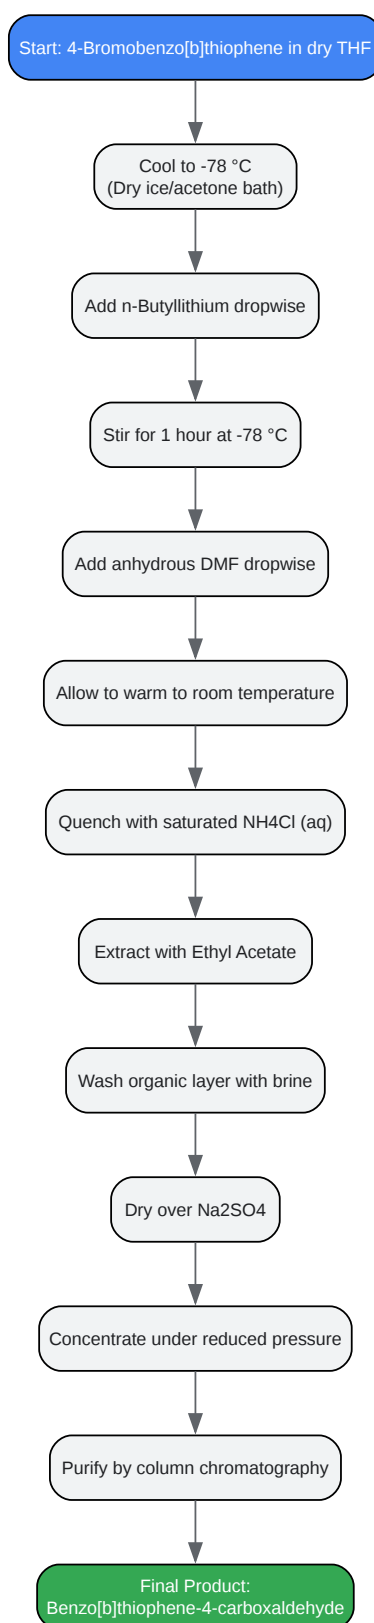 Start: 4-Bromobenzo[b]thiophene in dry THF
Cool to -78 °C
(Dry ice/acetone bath)
Add n-Butyllithium dropwise
Stir for 1 hour at -78 °C
Add anhydrous DMF dropwise
Allow to warm to room temperature
Quench with saturated NH4Cl (aq)
Extract with Ethyl Acetate
Wash organic layer with brine
Dry over Na2SO4
Concentrate under reduced pressure
Purify by column chromatography
Final Product:
Benzo[b]thiophene-4-carboxaldehyde